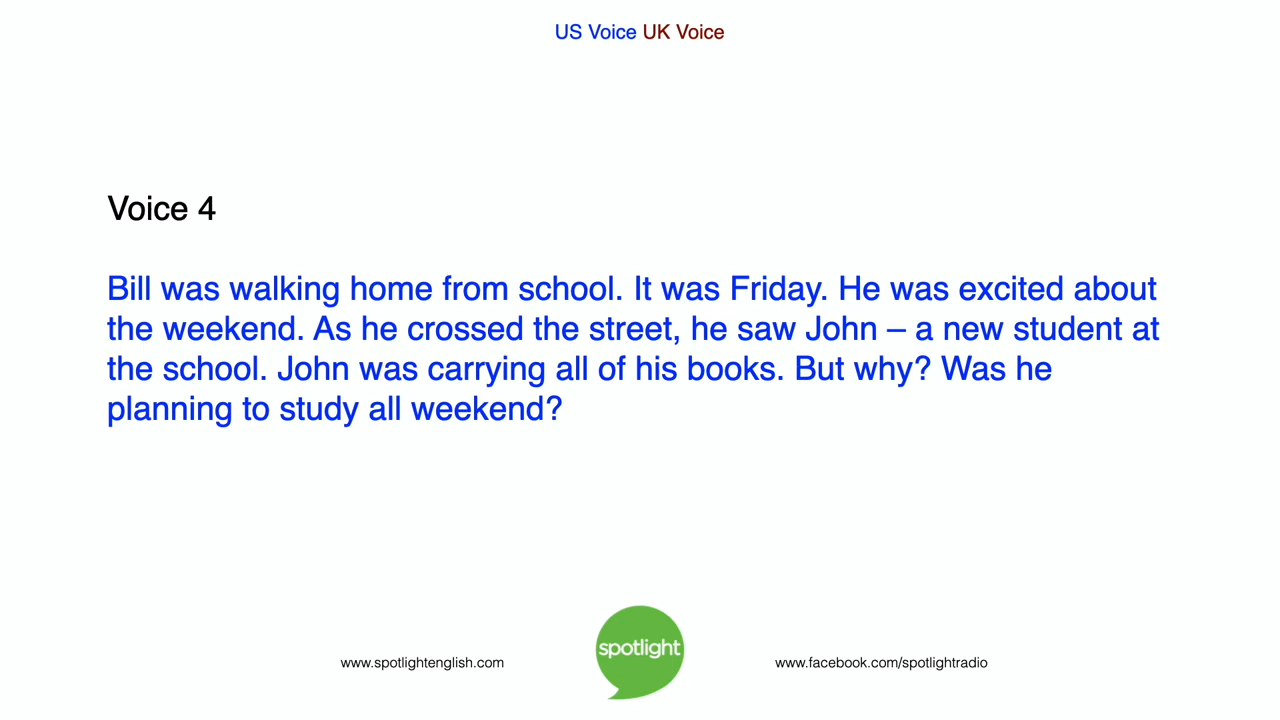 US Voice UK Voice
Voice 4
Bill was walking home from school. It was Friday. He was excited about
the weekend. As he crossed the street, he saw John – a new student at
the school. John was carrying all of his books. But why? Was he
planning to study all weekend?
www.spotlightenglish.com
spotlight
www.facebook.com/spotlightradio